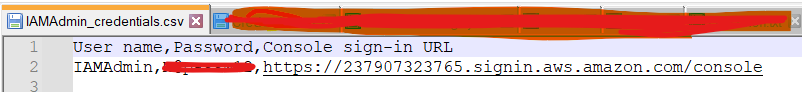 IAMAdmin_credentials.csv
1 User name,Password,Console sign-in URL
2 IAMAdmin, ,https://237907323765.signin.aws.amazon.com/console
3